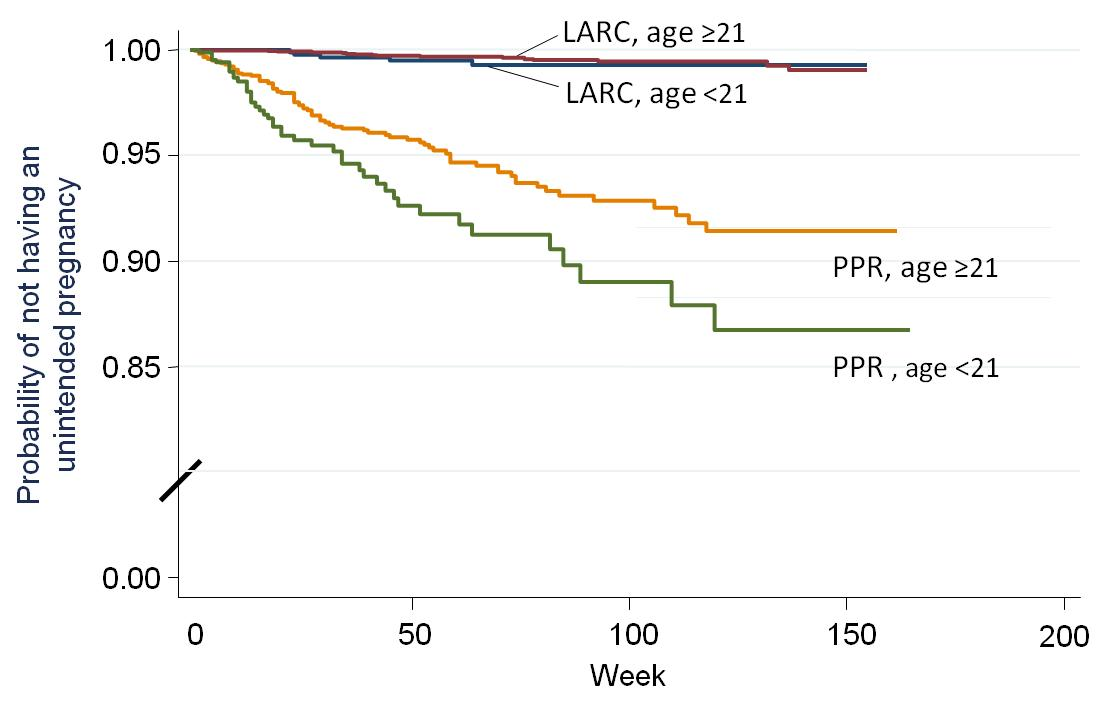 LARC, age ≥21
1.00
LARC, age <21
0.95
0.90
PPR, age ≥21
0.85
PPR , age <21
0.00
Probability of not having an
unintended pregnancy
0
50
100
150
200
Week